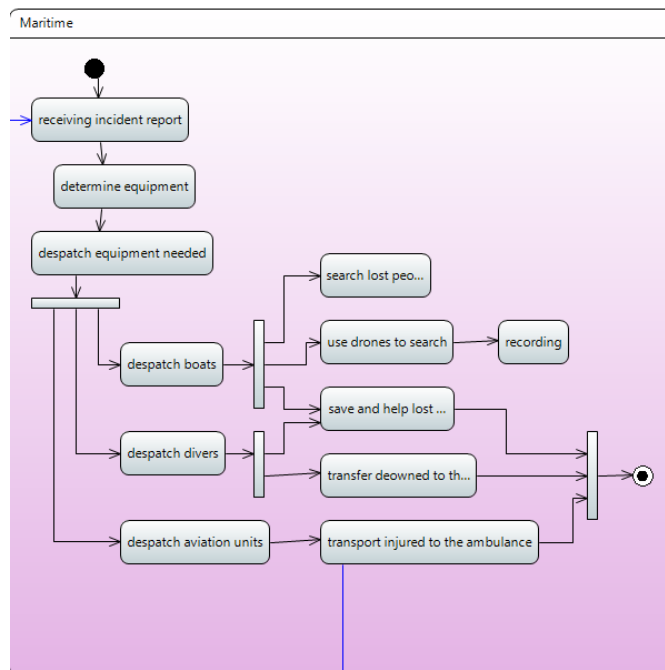 Maritime
receiving incident report
determine equipment
despatch equipment needed
search lost peo...
use drones to search
recording
despatch boats
save and help lost ...
despatch divers
transfer deowned to th...
despatch aviation units
transport injured to the ambulance